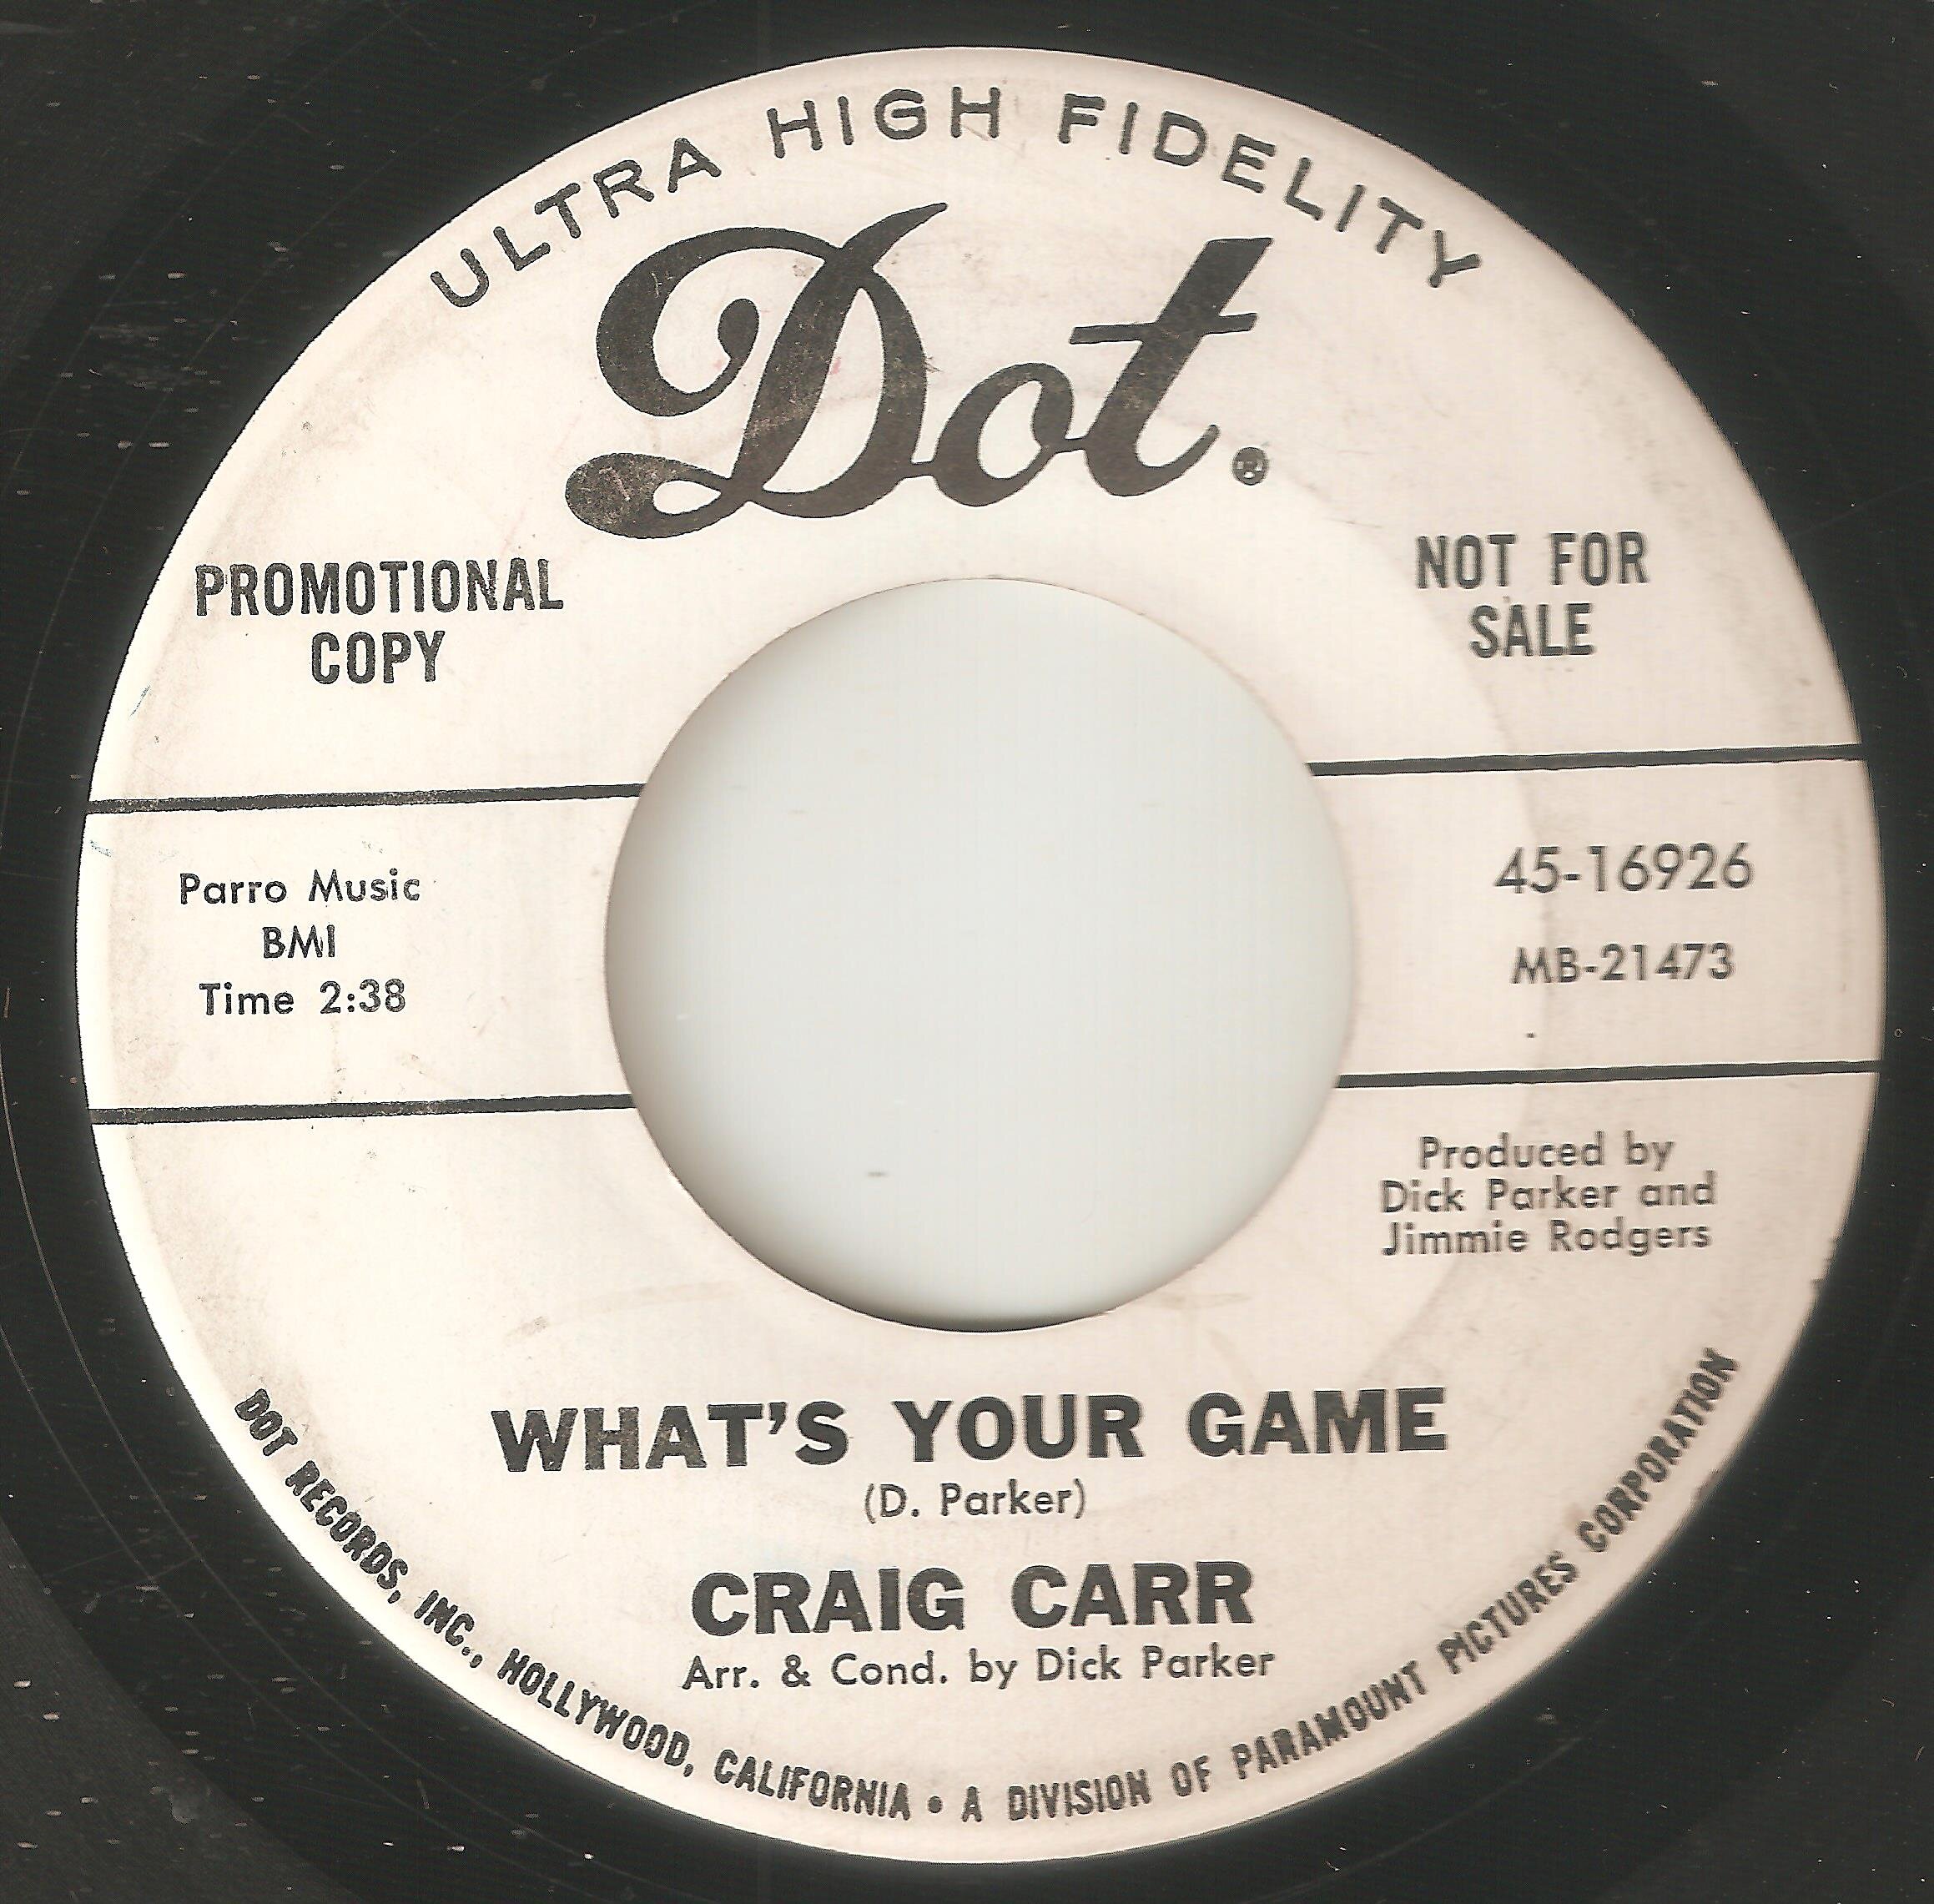 ULTRA HIGH FIDELITY
Dot.®
PROMOTIONAL
COPY
NOT FOR
SALE
Parro Music
BMI
Time 2:38
45-16926
MB-21473
Produced by
Dick Parker and
Jimmie Rodgers
WHAT'S YOUR GAME
(D. Parker)
CRAIG CARR
Arr. & Cond. by Dick Parker
DOT RECORDS, INC., HOLLYWOOD, CALIFORNIA • A DIVISION OF PARAMOUNT PICTURES CORPORATION